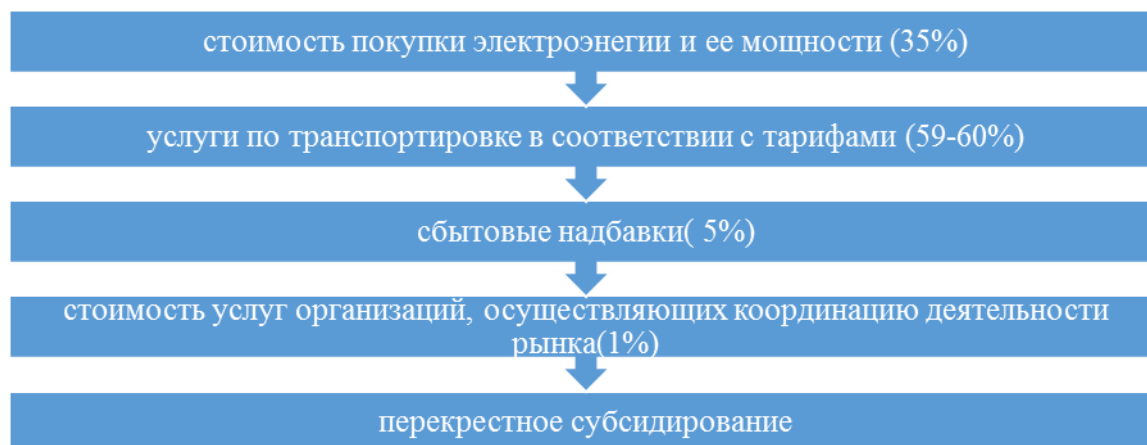 стоимость покупки электроэнегии и ее мощности (35%)
услуги по транспортировке в соответствии с тарифами (59-60%)
сбытовые надбавки( 5%)
стоимость услуг организаций, осуществляющих координацию деятельности
рынка(1%)
перекрестное субсидирование